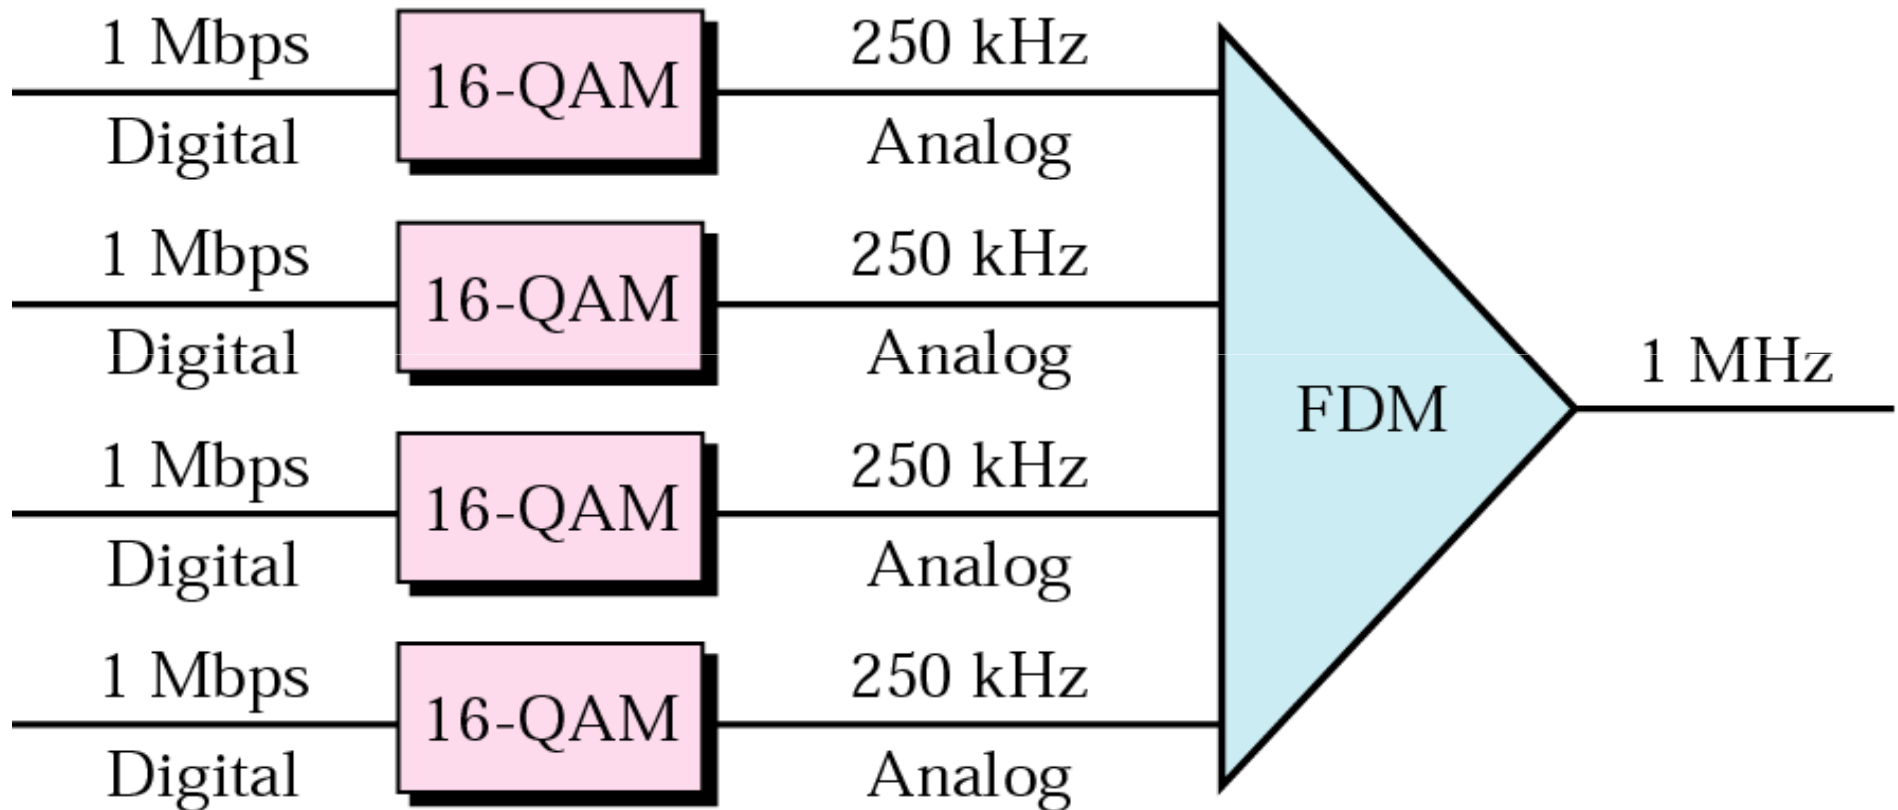 1 Mbps
Digital
16-QAM
250 kHz
Analog
1 Mbps
Digital
16-QAM
250 kHz
Analog
1 Mbps
Digital
16-QAM
250 kHz
Analog
1 Mbps
Digital
16-QAM
250 kHz
Analog
FDM
1 MHz